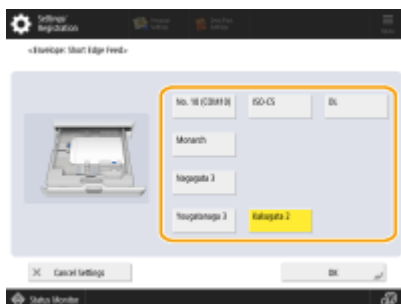 Settings/
Registration
<Envelope: Short Edge Feed>
No. 10 (COM10)
ISO-C5
DL
Monarch
Nagagata 3
Yougatanaga 3
Kakugata 2
Cancel Settings
OK
Status Monitor